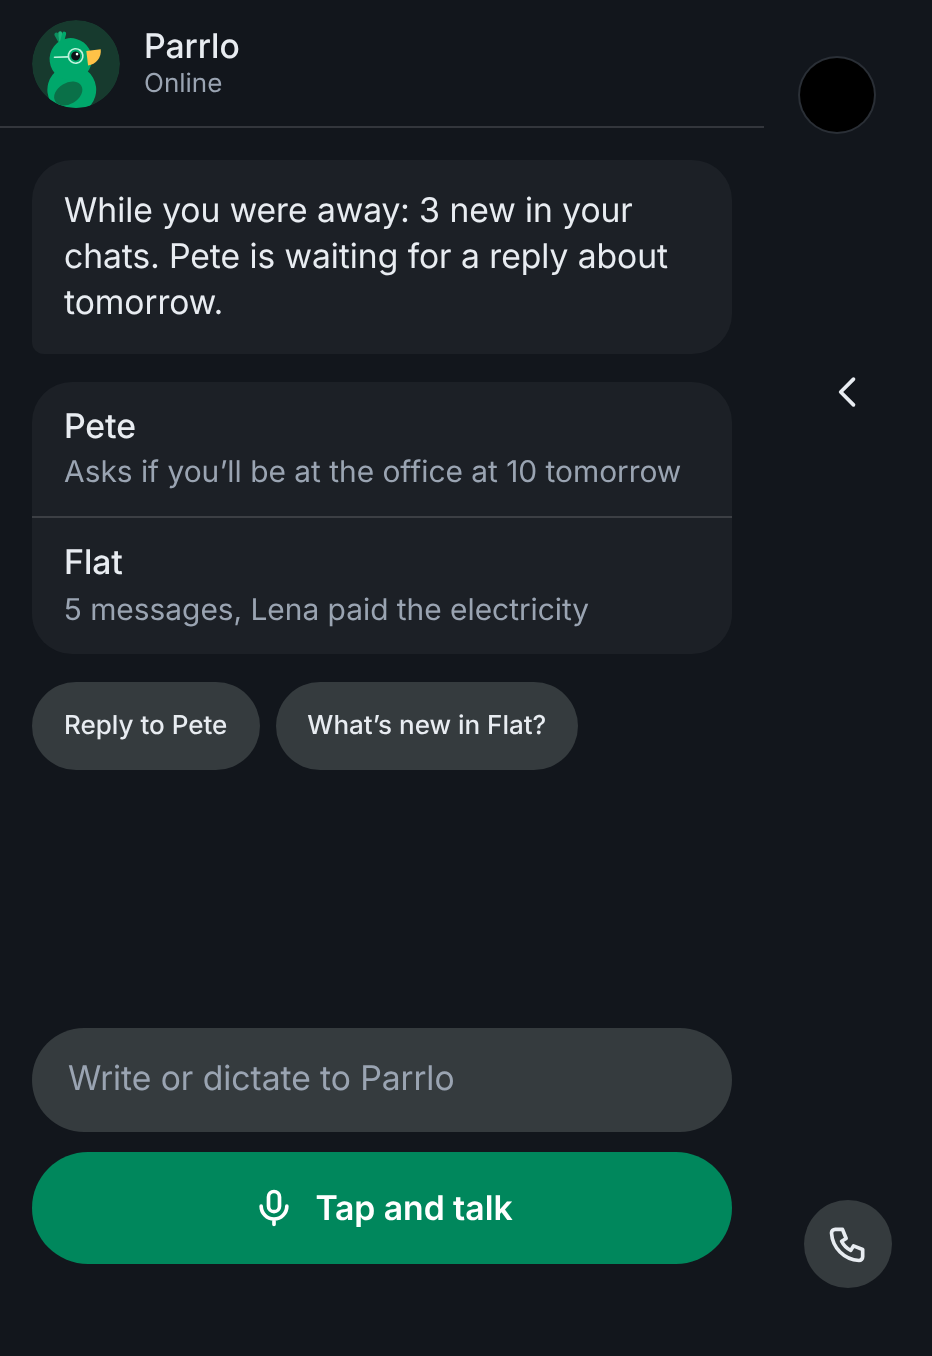 Parrlo
Online
While you were away: 3 new in your
chats. Pete is waiting for a reply about
tomorrow.
Pete
Asks if you’ll be at the office at 10 tomorrow
Flat
5 messages, Lena paid the electricity
Reply to Pete
What’s new in Flat?
Write or dictate to Parrlo
Tap and talk